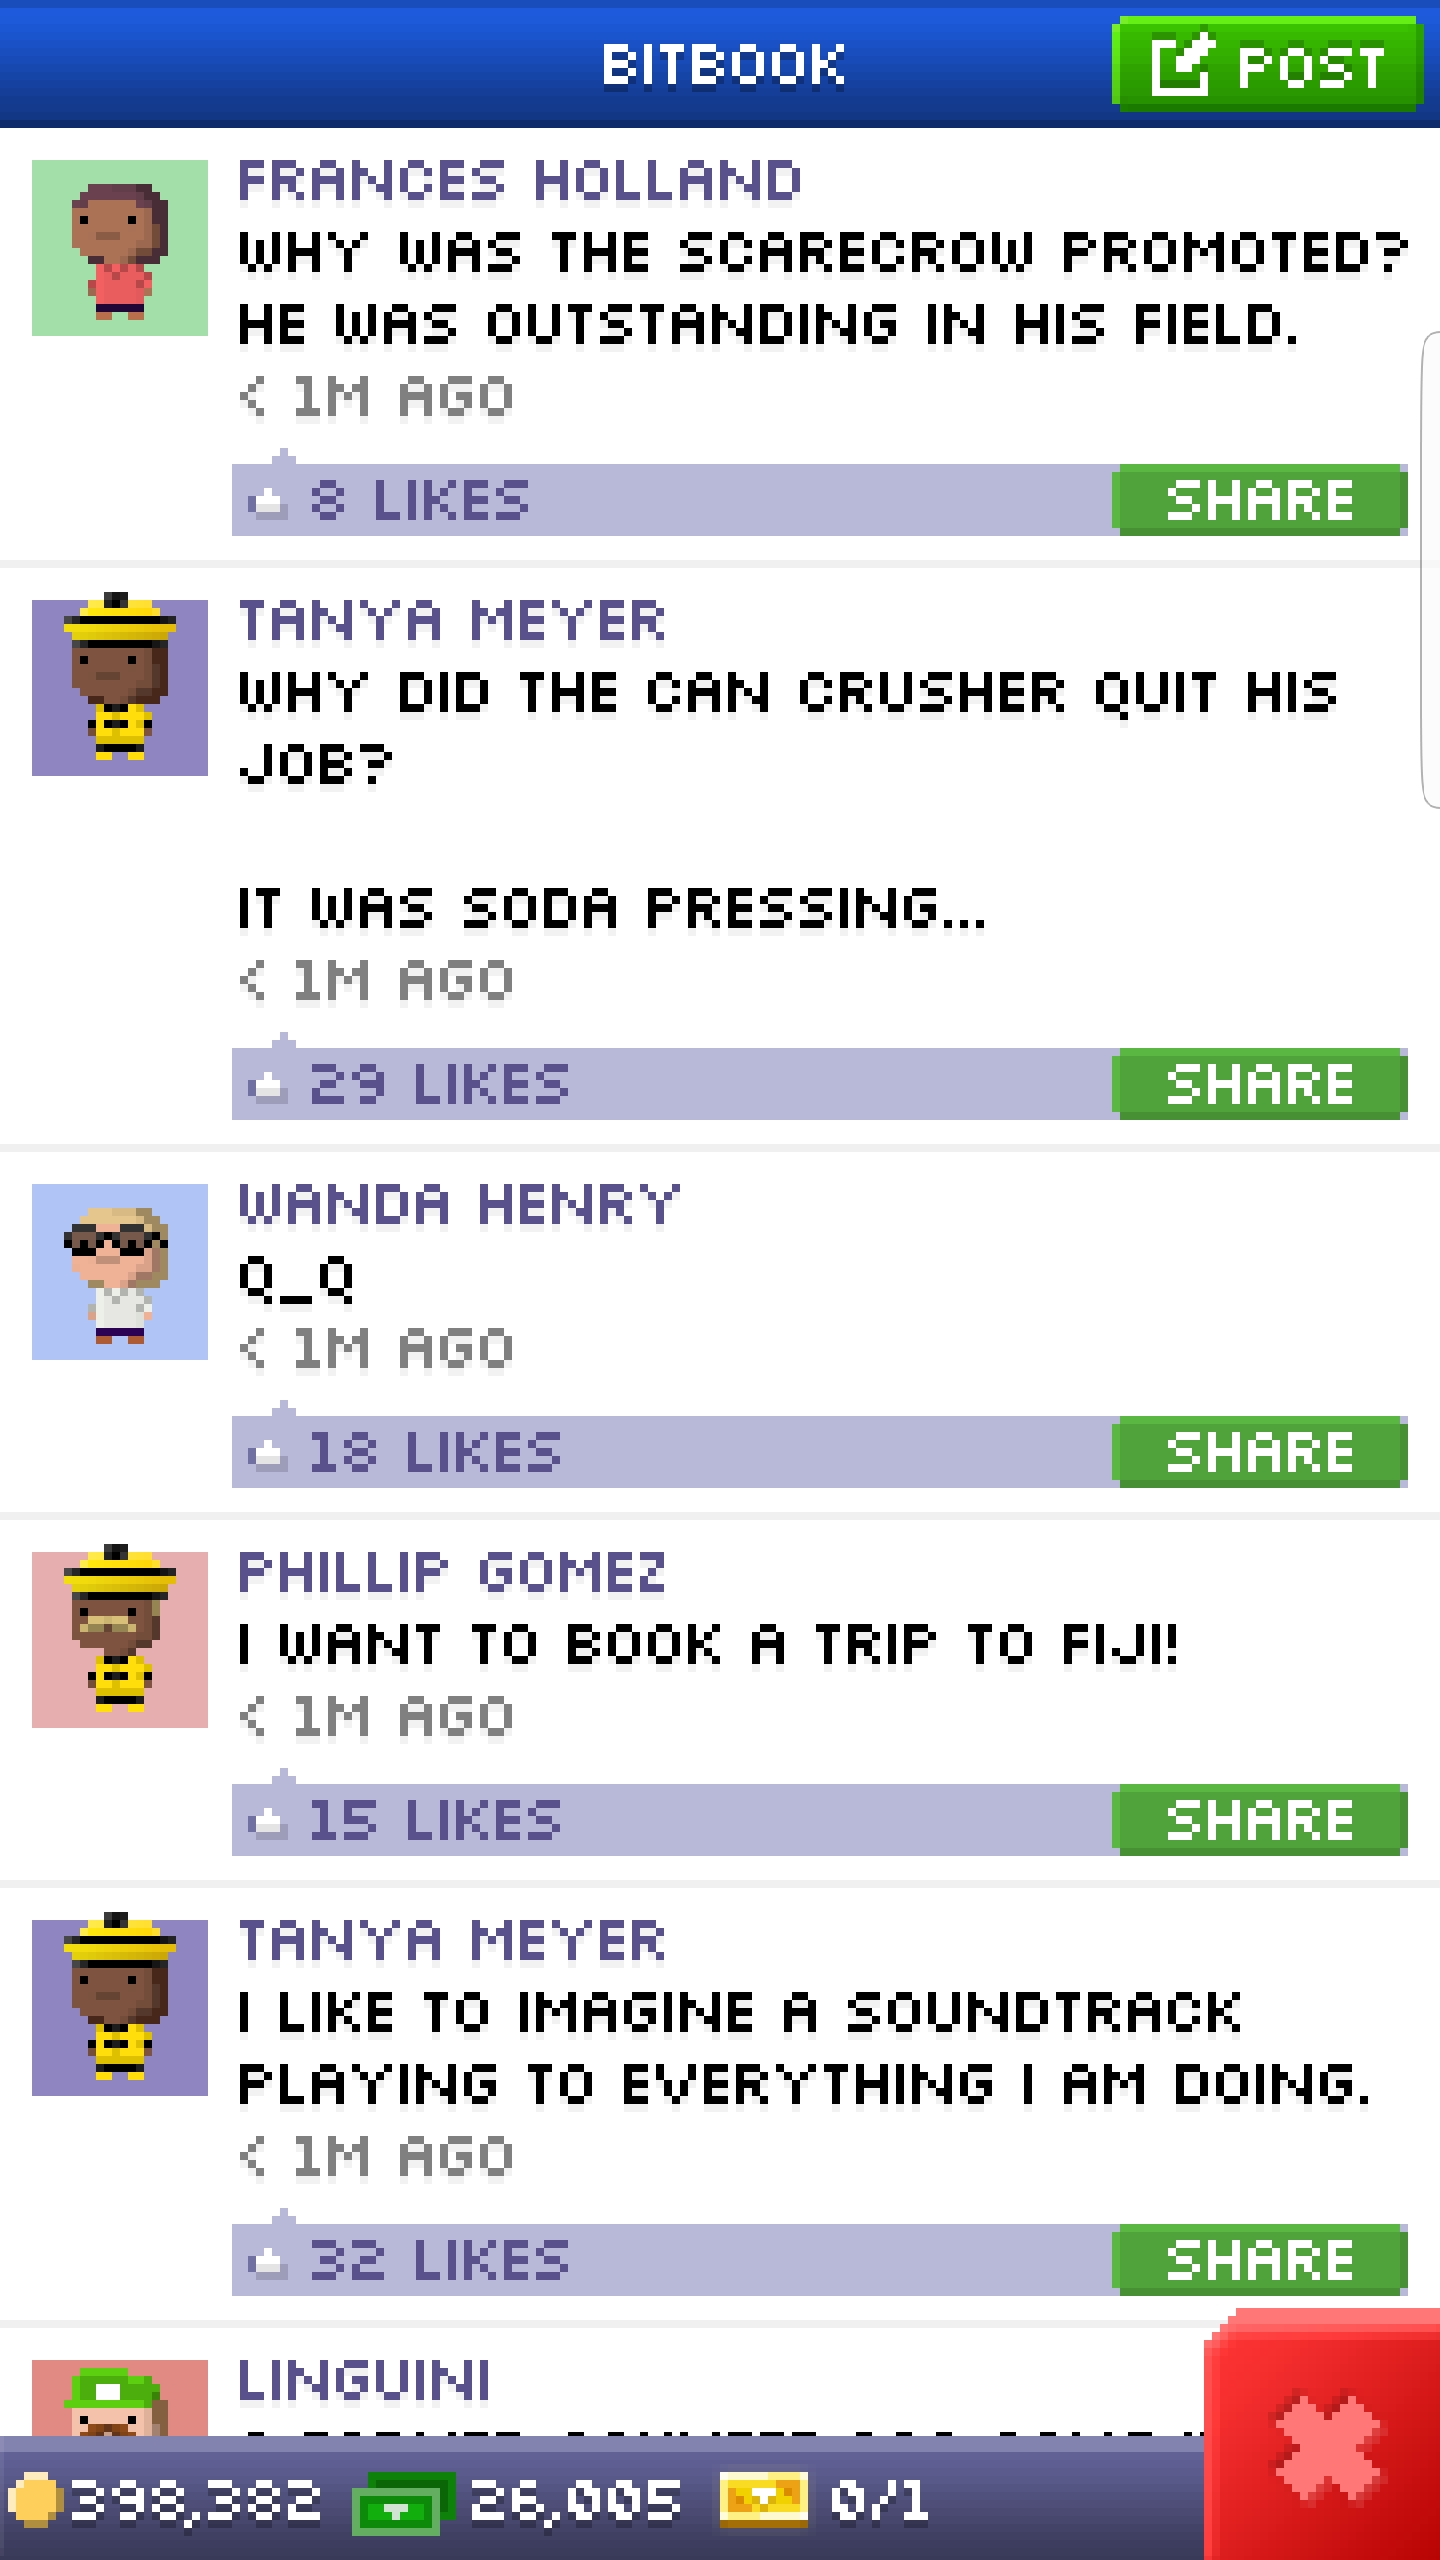 BITBOOK
POST
FRANCES HOLLAND
WHY WAS THE SCARECROW PROMOTED?
HE WAS OUTSTANDING IN HIS FIELD.
< 1M AGO
8 LIKES
SHARE
TANYA MEYER
WHY DID THE CAN CRUSHER QUIT HIS
JOB?
IT WAS SODA PRESSING...
< 1M AGO
29 LIKES
SHARE
WANDA HENRY
Q_Q
< 1M AGO
18 LIKES
SHARE
PHILLIP GOMEZ
I WANT TO BOOK A TRIP TO FIJI!
< 1M AGO
15 LIKES
SHARE
TANYA MEYER
I LIKE TO IMAGINE A SOUNDTRACK
PLAYING TO EVERYTHING I AM DOING.
< 1M AGO
32 LIKES
SHARE
LINGUINI
398,382
26,005
0/1